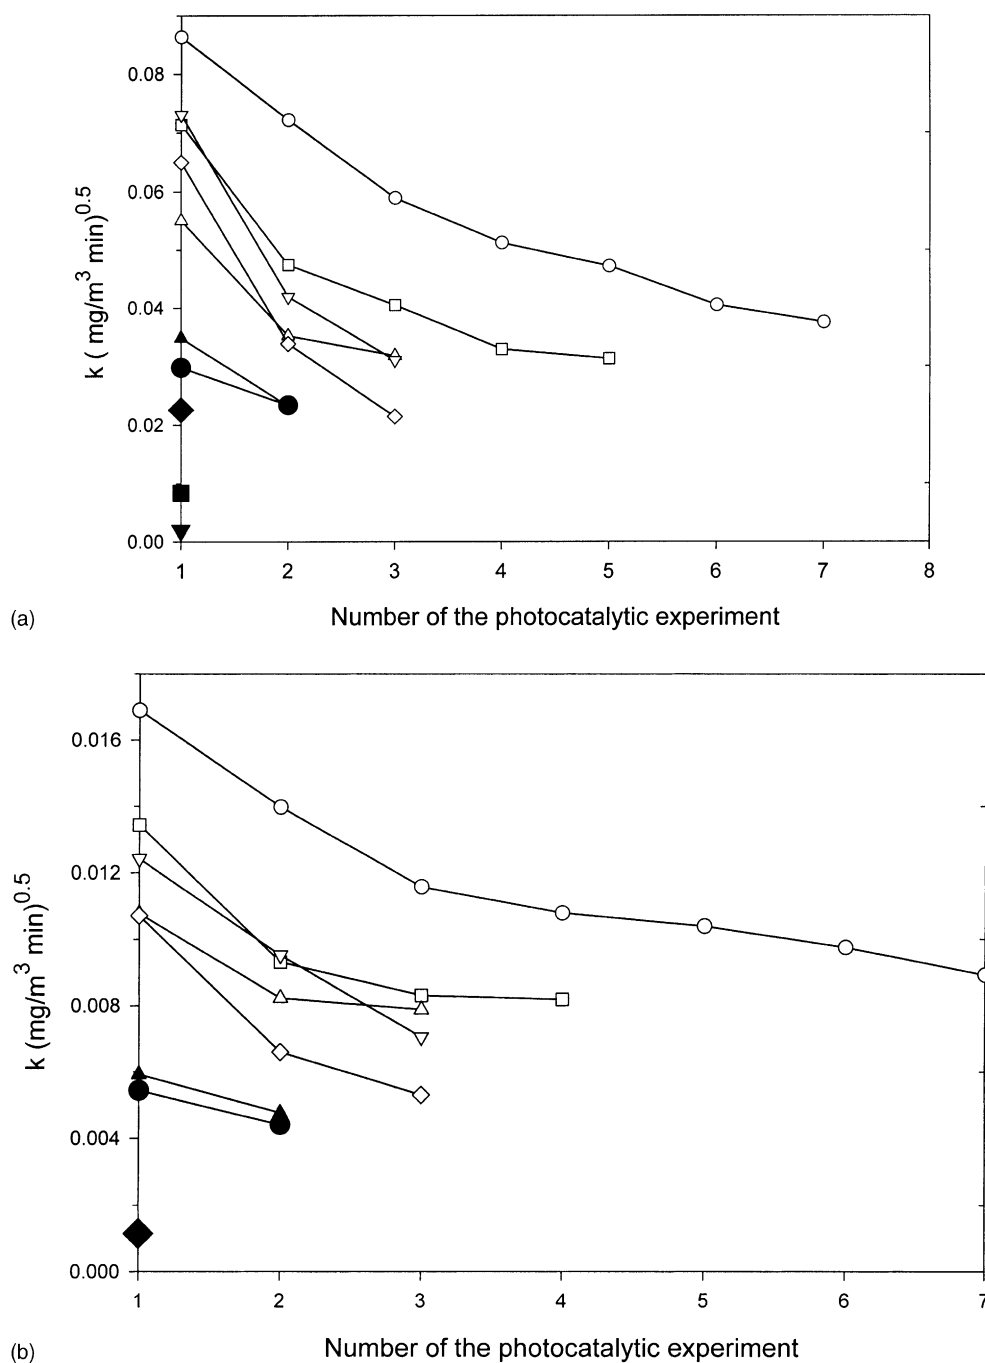 0.08
0.06
0.04
0.02
0.00
k ( mg/m³ min)^0.5
1 2 3 4 5 6 7 8
(a)
Number of the photocatalytic experiment
0.016
0.012
0.008
0.004
0.000
k (mg/m³ min)^0.5
1 2 3 4 5 6 7
(b)
Number of the photocatalytic experiment